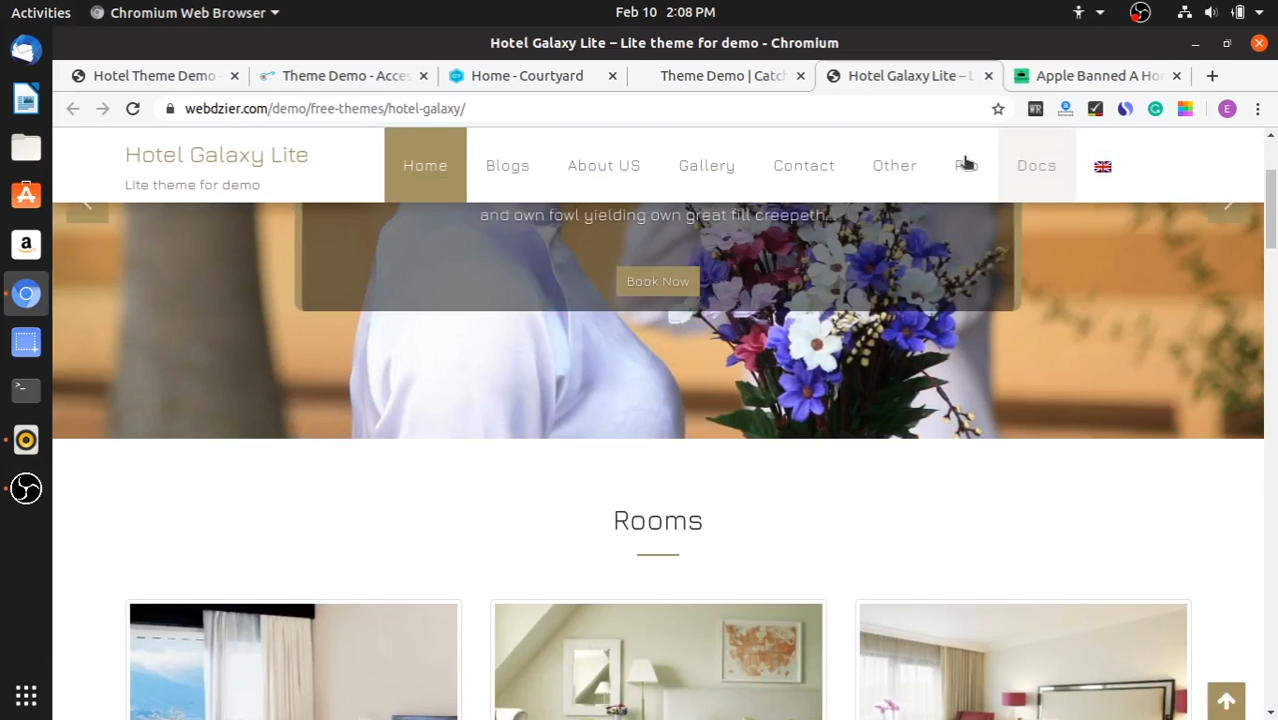 Activities
Chromium Web Browser
Feb 10 2:08 PM
Hotel Galaxy Lite – Lite theme for demo - Chromium
Hotel Theme Demo -
Theme Demo - Acces
Home - Courtyard
Theme Demo | Catch
Hotel Galaxy Lite – L
Apple Banned A Ho
webdzier.com/demo/free-themes/hotel-galaxy/
WR
E
Hotel Galaxy Lite
Lite theme for demo
Home
Blogs
About US
Gallery
Contact
Other
Docs
and own fowl yielding own great fill creepeth...
Book Now
Rooms